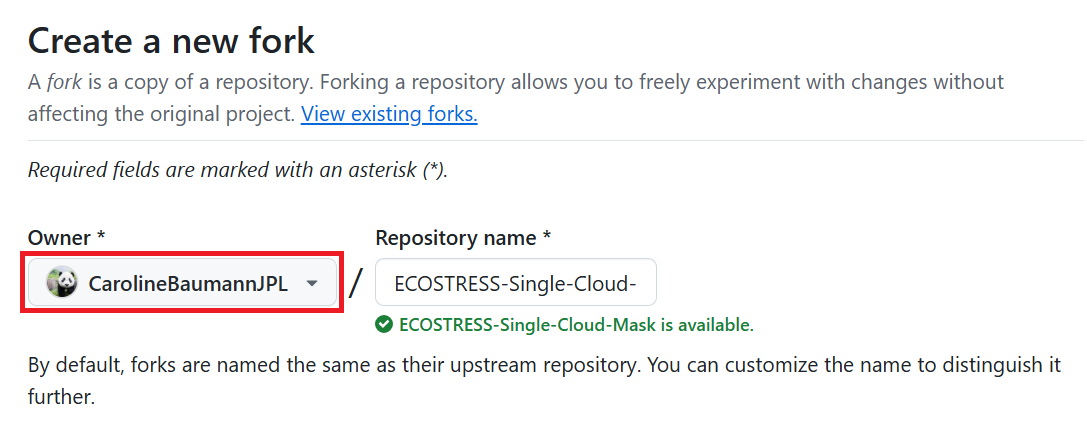 Create a new fork
A fork is a copy of a repository. Forking a repository allows you to freely experiment with changes without
affecting the original project. View existing forks.
Required fields are marked with an asterisk (*).
Owner *
Repository name *
CarolineBaumannJPL
/
ECOSTRESS-Single-Cloud-
ECOSTRESS-Single-Cloud-Mask is available.
By default, forks are named the same as their upstream repository. You can customize the name to distinguish it
further.